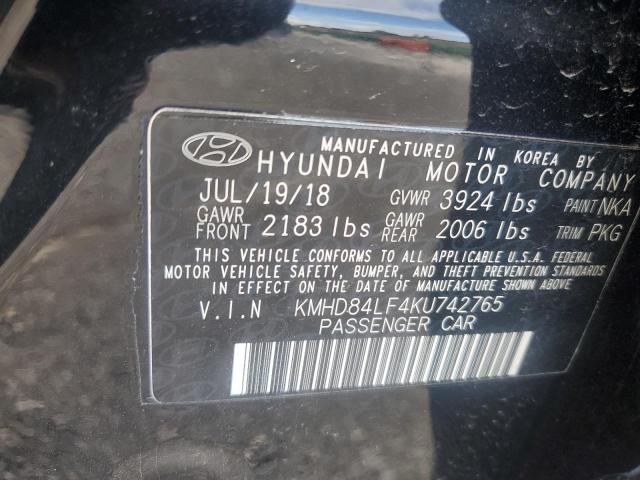 MANUFACTURED IN KOREA BY
HYUNDAI MOTOR COMPANY
JUL/19/18 GVWR 3924 lbs PAINT NKA
GAWR FRONT 2183 lbs GAWR REAR 2006 lbs TRIM PKG
THIS VEHICLE CONFORMS TO ALL APPLICABLE U.S.A. FEDERAL
MOTOR VEHICLE SAFETY, BUMPER, AND THEFT PREVENTION STANDARDS
IN EFFECT ON THE DATE OF MANUFACTURE SHOWN ABOVE
V.I.N KMHD84LF4KU742765
PASSENGER CAR